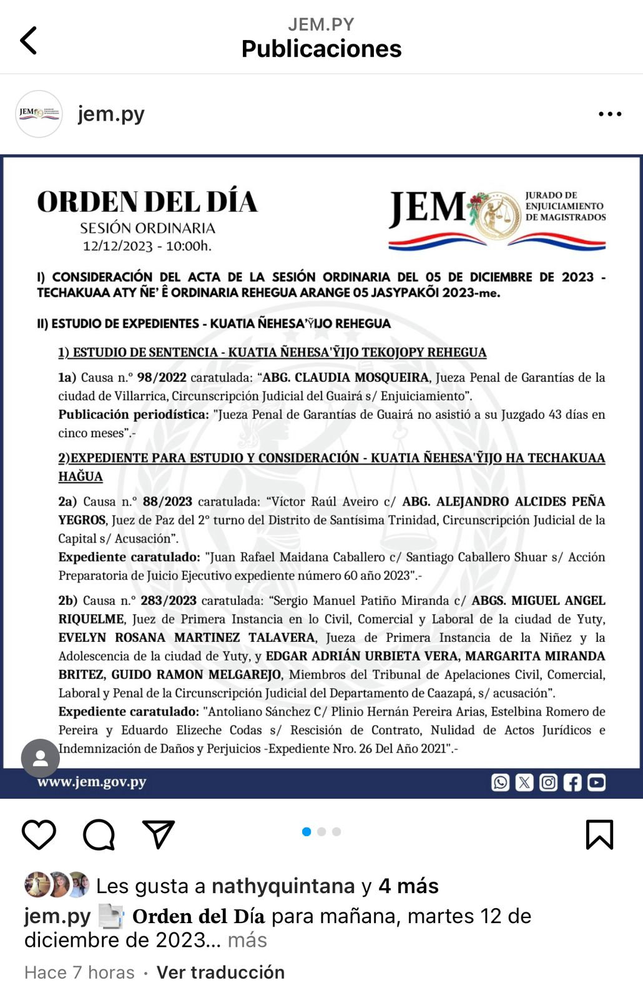 JEM.PY
Publicaciones
JEM
jem.py
ORDEN DEL DÍA
SESIÓN ORDINARIA
12/12/2023 - 10:00h.
JEM
JURADO DE
ENJUICIAMIENTO
DE MAGISTRADOS
I) CONSIDERACIÓN DEL ACTA DE LA SESIÓN ORDINARIA DEL 05 DE DICIEMBRE DE 2023 -
TECHAKUAA ATY ÑE' Ê ORDINARIA REHEGUA ARANGE 05 JASYPAKÕI 2023-me.
II) ESTUDIO DE EXPEDIENTES - KUATIA ÑEHESA'ỸIJO REHEGUA
1) ESTUDIO DE SENTENCIA - KUATIA ÑEHESA'ỸIJO TEKOJOPY REHEGUA
1a) Causa n.° 98/2022 caratulada: “ABG. CLAUDIA MOSQUEIRA, Jueza Penal de Garantías de la
ciudad de Villarrica, Circunscripción Judicial del Guairá s/ Enjuiciamiento”.
Publicación periodística: "Jueza Penal de Garantías de Guairá no asistió a su Juzgado 43 días en
cinco meses”.-
2)EXPEDIENTE PARA ESTUDIO Y CONSIDERACIÓN - KUATIA ÑEHESA'ỸIJO HA TECHAKUAA
HAĞUA
2a) Causa n.° 88/2023 caratulada: “Víctor Raúl Aveiro c/ ABG. ALEJANDRO ALCIDES PEÑA
YEGROS, Juez de Paz del 2° turno del Distrito de Santísima Trinidad, Circunscripción Judicial de la
Capital s/ Acusación”.
Expediente caratulado: "Juan Rafael Maidana Caballero c/ Santiago Caballero Shuar s/ Acción
Preparatoria de Juicio Ejecutivo expediente número 60 año 2023".-
2b) Causa n.° 283/2023 caratulada: “Sergio Manuel Patiño Miranda c/ ABGS. MIGUEL ANGEL
RIQUELME, Juez de Primera Instancia en lo Civil, Comercial y Laboral de la ciudad de Yuty,
EVELYN ROSANA MARTINEZ TALAVERA, Jueza de Primera Instancia de la Niñez y la
Adolescencia de la ciudad de Yuty, y EDGAR ADRIÁN URBIETA VERA, MARGARITA MIRANDA
BRITEZ, GUIDO RAMON MELGAREJO, Miembros del Tribunal de Apelaciones Civil, Comercial,
Laboral y Penal de la Circunscripción Judicial del Departamento de Caazapá, s/ acusación”.
Expediente caratulado: "Antoliano Sánchez C/ Plinio Hernán Pereira Arias, Estelbina Romero de
Pereira y Eduardo Elizeche Codas s/ Rescisión de Contrato, Nulidad de Actos Jurídicos e
Indemnización de Daños y Perjuicios -Expediente Nro. 26 Del Año 2021".-
www.jem.gov.py
Les gusta a nathyquintana y 4 más
jem.py Orden del Día para mañana, martes 12 de
diciembre de 2023... más
Hace 7 horas · Ver traducción